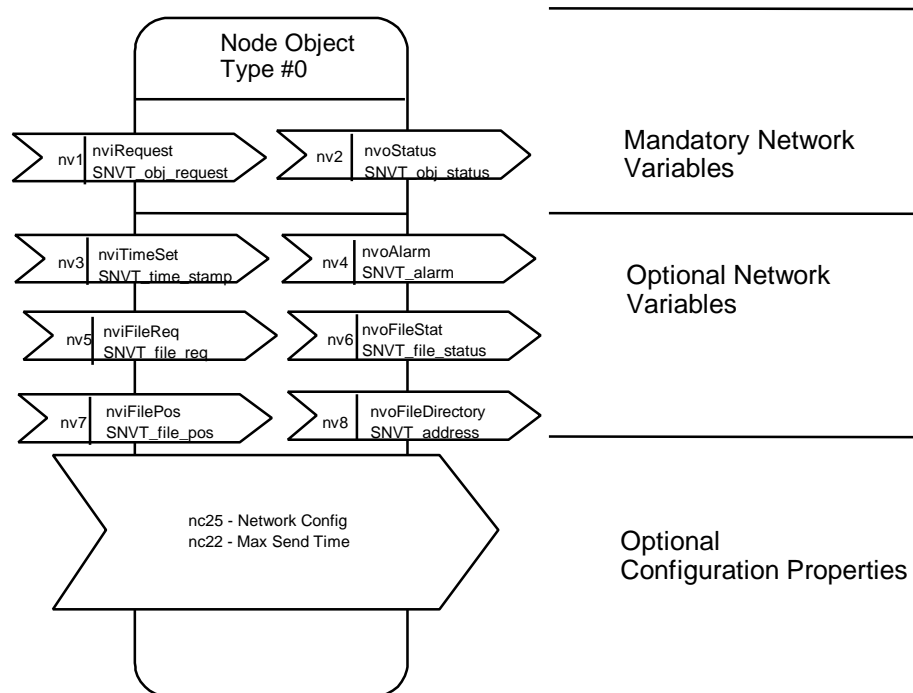 Node Object
Type #0
nv1
nviRequest
SNVT_obj_request
nv2
nvoStatus
SNVT_obj_status
Mandatory Network
Variables
nv3
nviTimeSet
SNVT_time_stamp
nv4
nvoAlarm
SNVT_alarm
Optional Network
Variables
nv5
nviFileReq
SNVT_file_req
nv6
nvoFileStat
SNVT_file_status
nv7
nviFilePos
SNVT_file_pos
nv8
nvoFileDirectory
SNVT_address
nc25 - Network Config
nc22 - Max Send Time
Optional
Configuration Properties